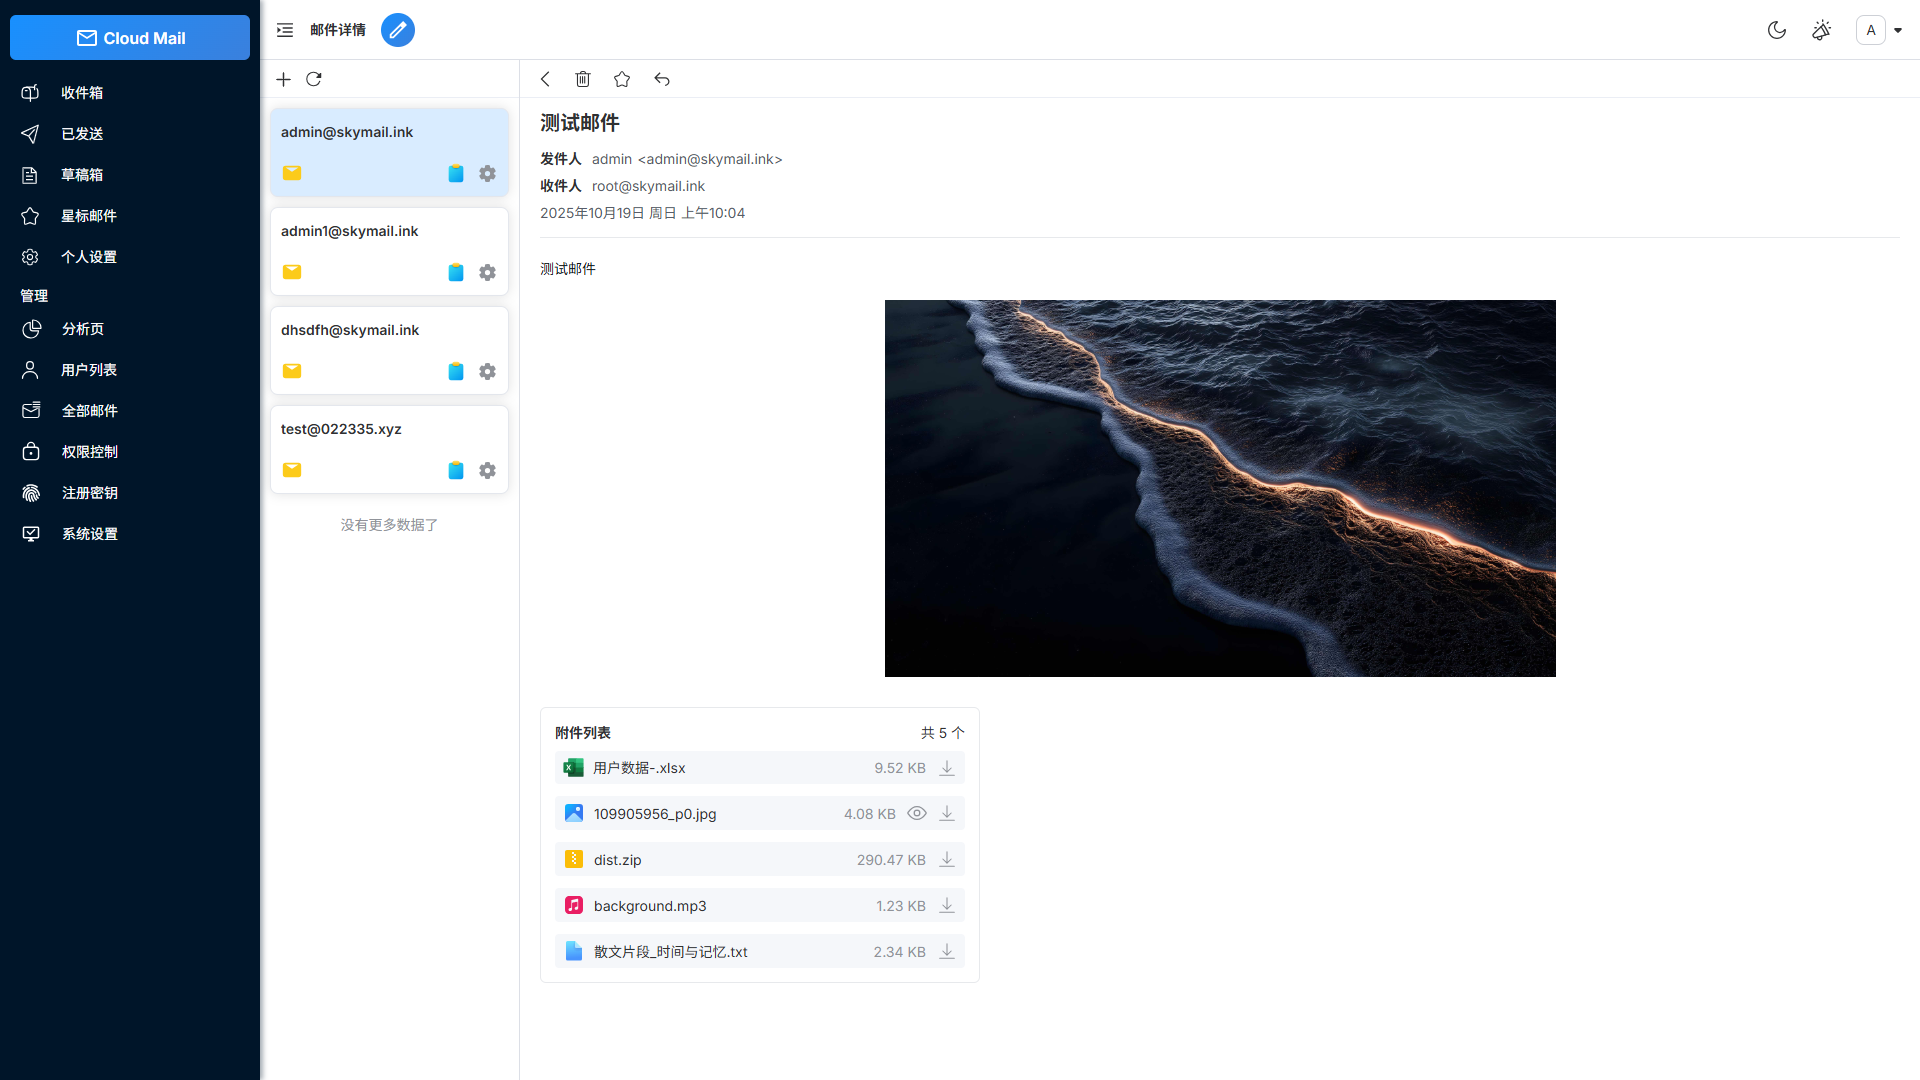 Cloud Mail
收件箱
已发送
草稿箱
星标邮件
个人设置
管理
分析页
用户列表
全部邮件
权限控制
注册密钥
系统设置
邮件详情
A
admin@skymail.ink
admin1@skymail.ink
dhsdfh@skymail.ink
test@022335.xyz
没有更多数据了
测试邮件
发件人 admin <admin@skymail.ink>
收件人 root@skymail.ink
2025年10月19日 周日 上午10:04
测试邮件
附件列表 共 5 个
用户数据-.xlsx 9.52 KB
109905956_p0.jpg 4.08 KB
dist.zip 290.47 KB
background.mp3 1.23 KB
散文片段_时间与记忆.txt 2.34 KB